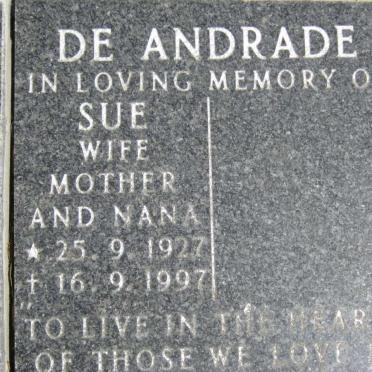 DE ANDRADE
IN LOVING MEMORY O
SUE
WIFE
MOTHER
AND NANA
★ 25. 9. 1927
† 16. 9. 1997
"TO LIVE IN THE HEAR
OF THOSE WE LOVE